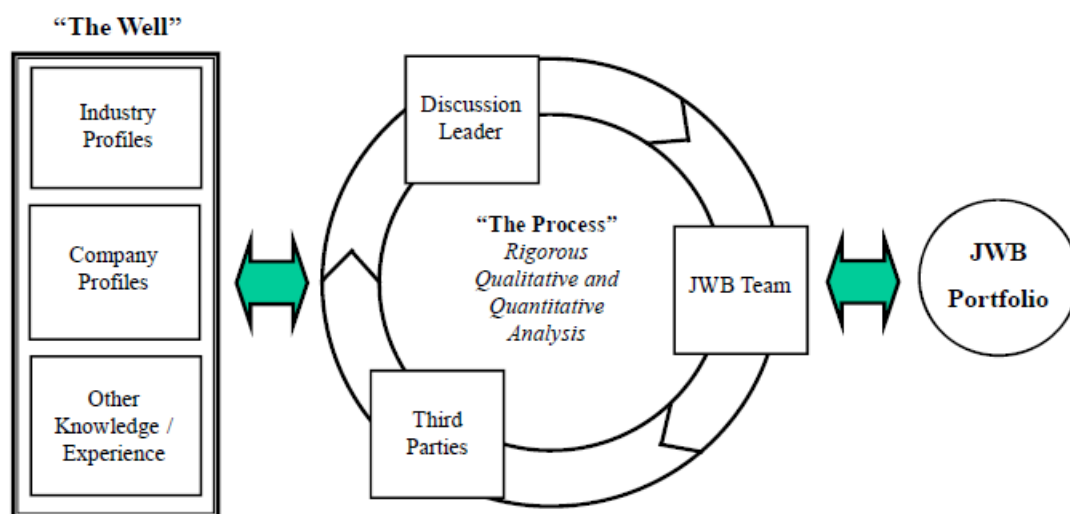 “The Well”
Industry
Profiles
Company
Profiles
Other
Knowledge /
Experience
Discussion
Leader
“The Process”
Rigorous
Qualitative and
Quantitative
Analysis
JWB Team
Third
Parties
JWB
Portfolio